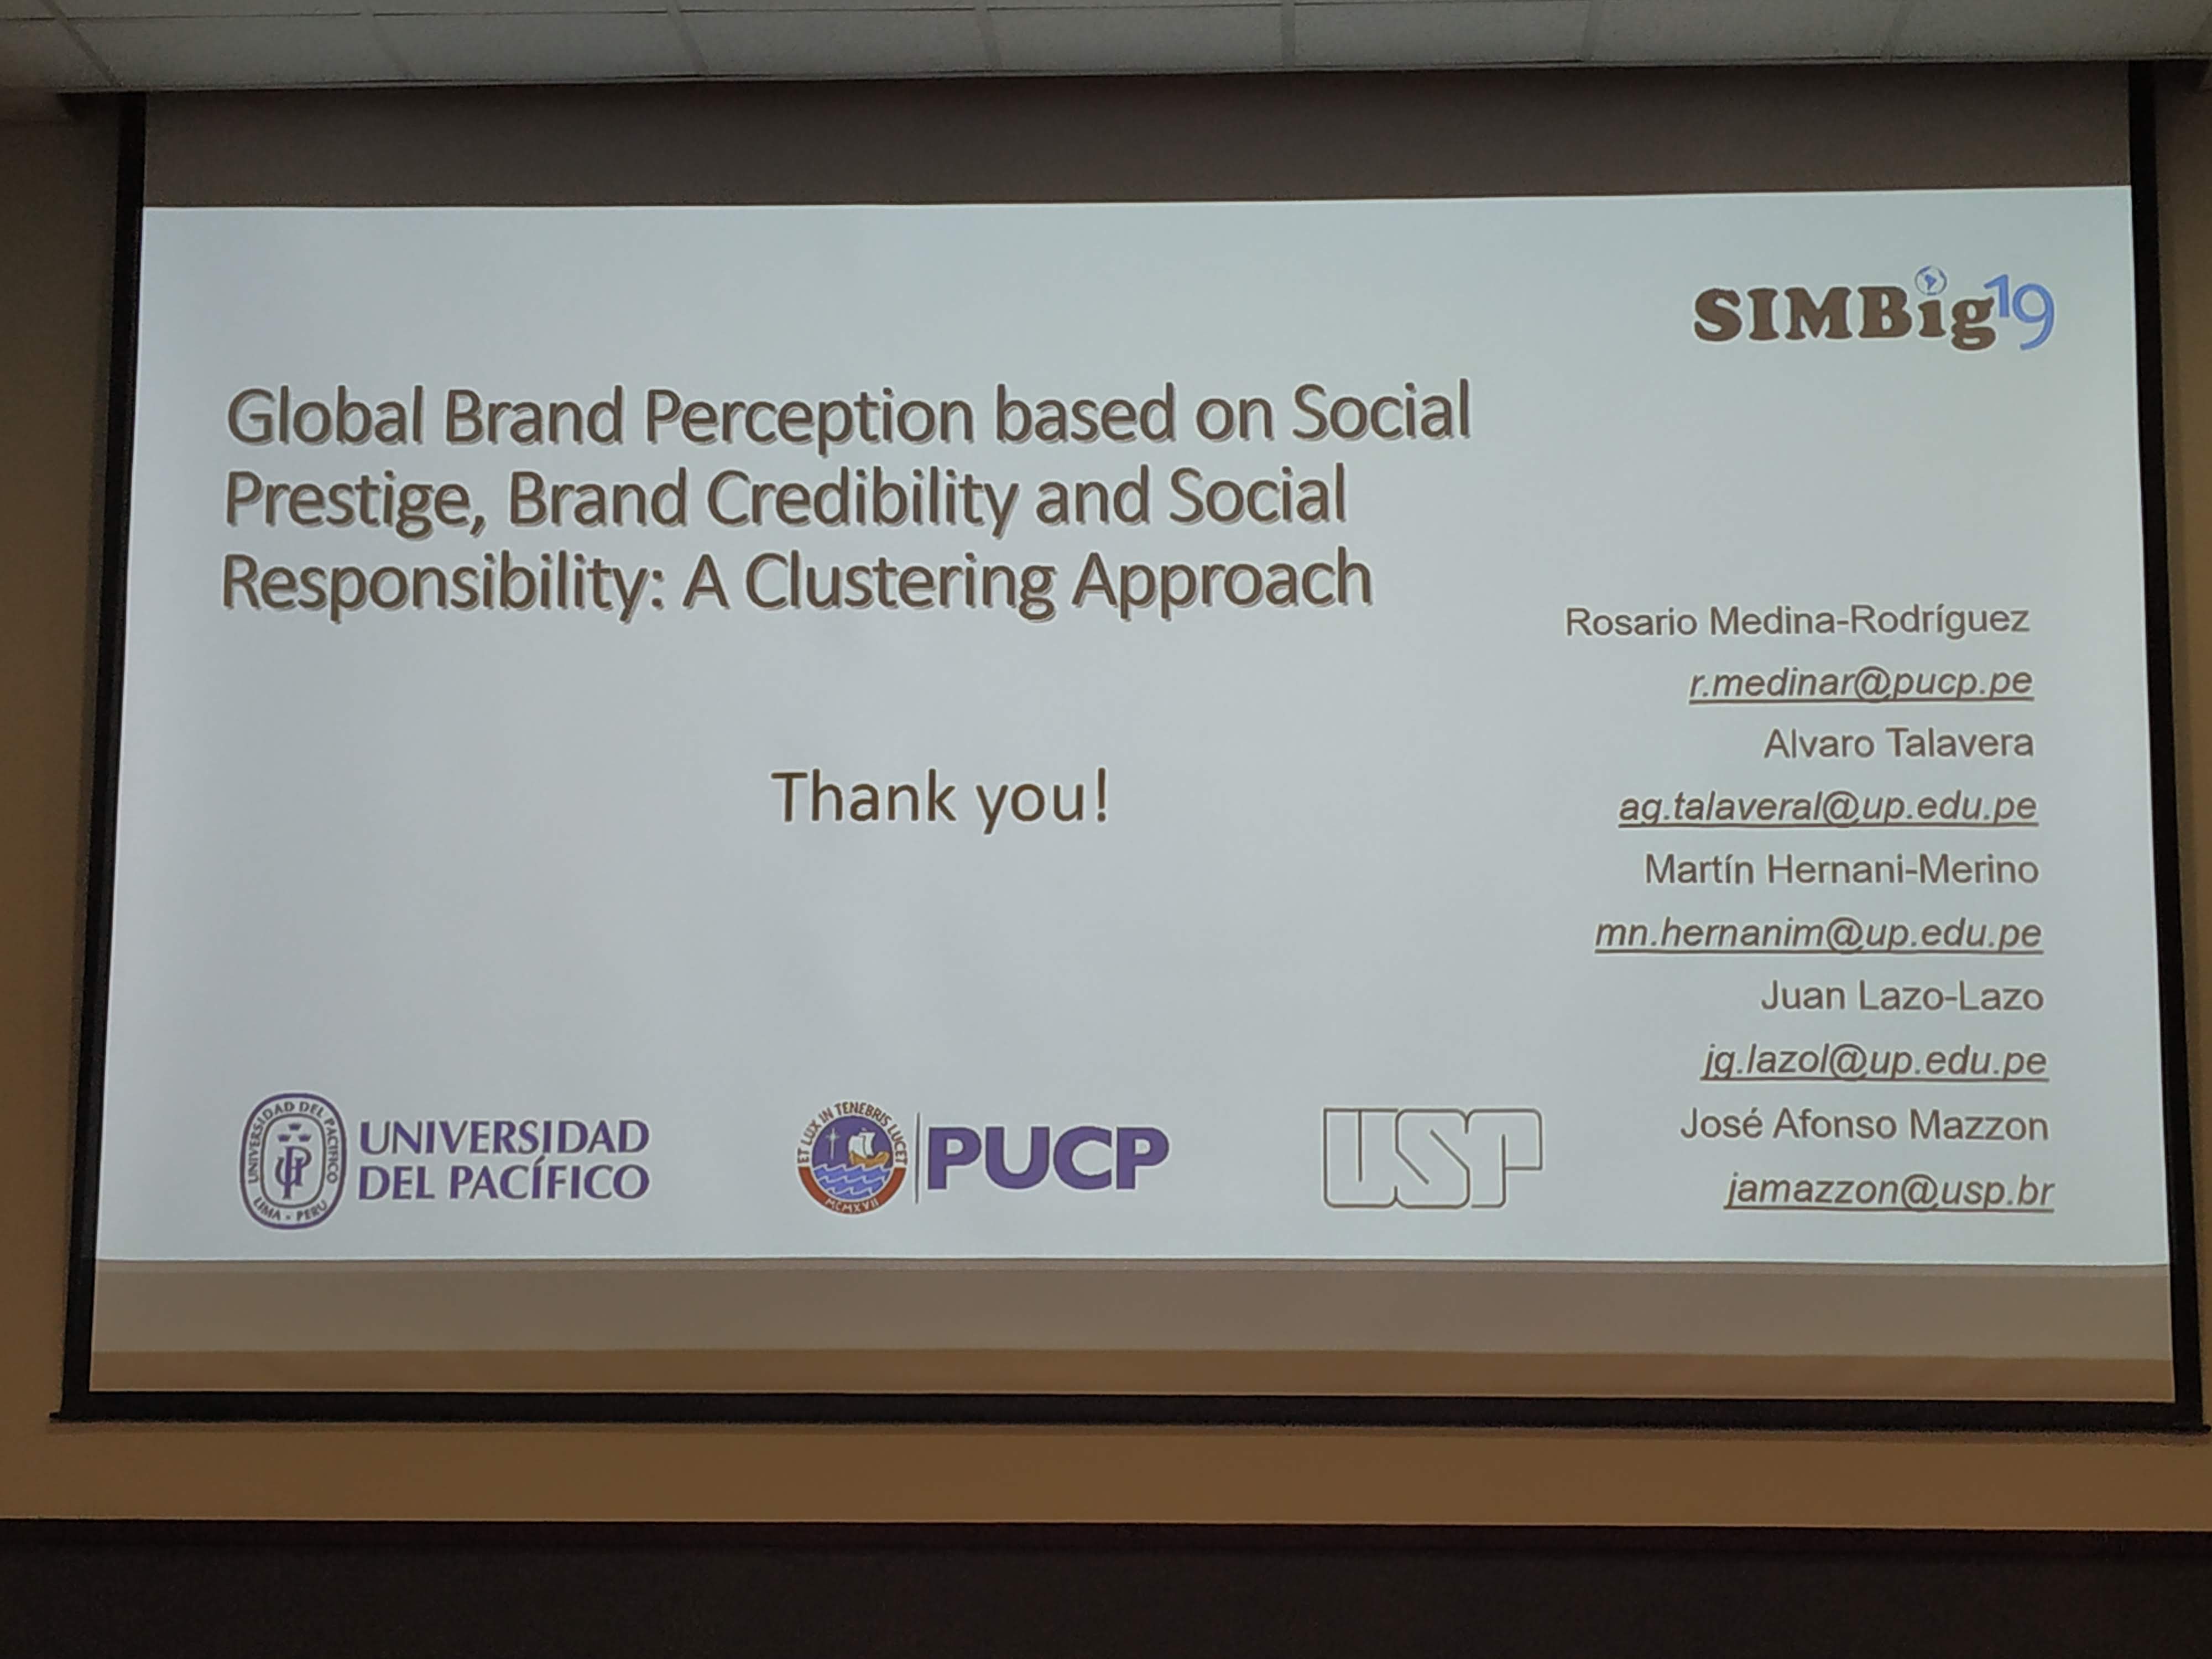 SIMBig19
Global Brand Perception based on Social
Prestige, Brand Credibility and Social
Responsibility: A Clustering Approach
Thank you!
Rosario Medina-Rodríguez
r.medinar@pucp.pe
Alvaro Talavera
ag.talaveral@up.edu.pe
Martín Hernani-Merino
mn.hernanim@up.edu.pe
Juan Lazo-Lazo
jg.lazol@up.edu.pe
José Afonso Mazzon
jamazzon@usp.br
UNIVERSIDAD DEL PACÍFICO
LIMA - PERU
UNIVERSIDAD
DEL PACÍFICO
ET LUX IN TENEBRIS LUCET
MCMXVII
PUCP
USP